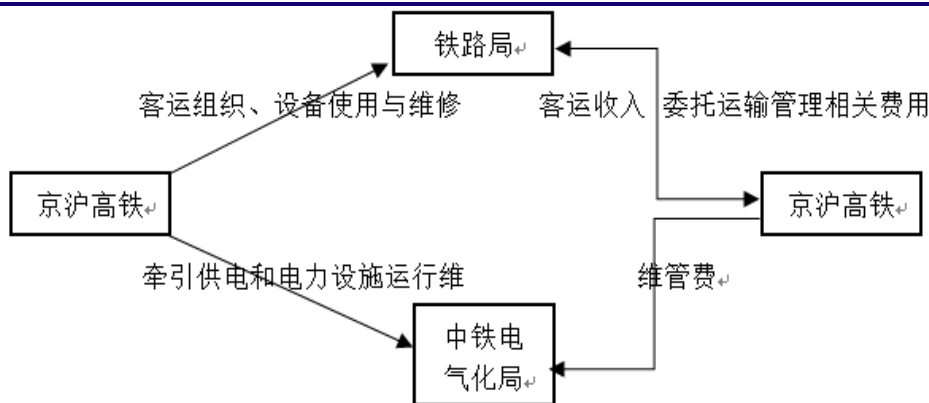 铁路局
客运组织、设备使用与维修
客运收入 委托运输管理相关费用
京沪高铁
京沪高铁
牵引供电和电力设施运行维
维管费
中铁电
气化局